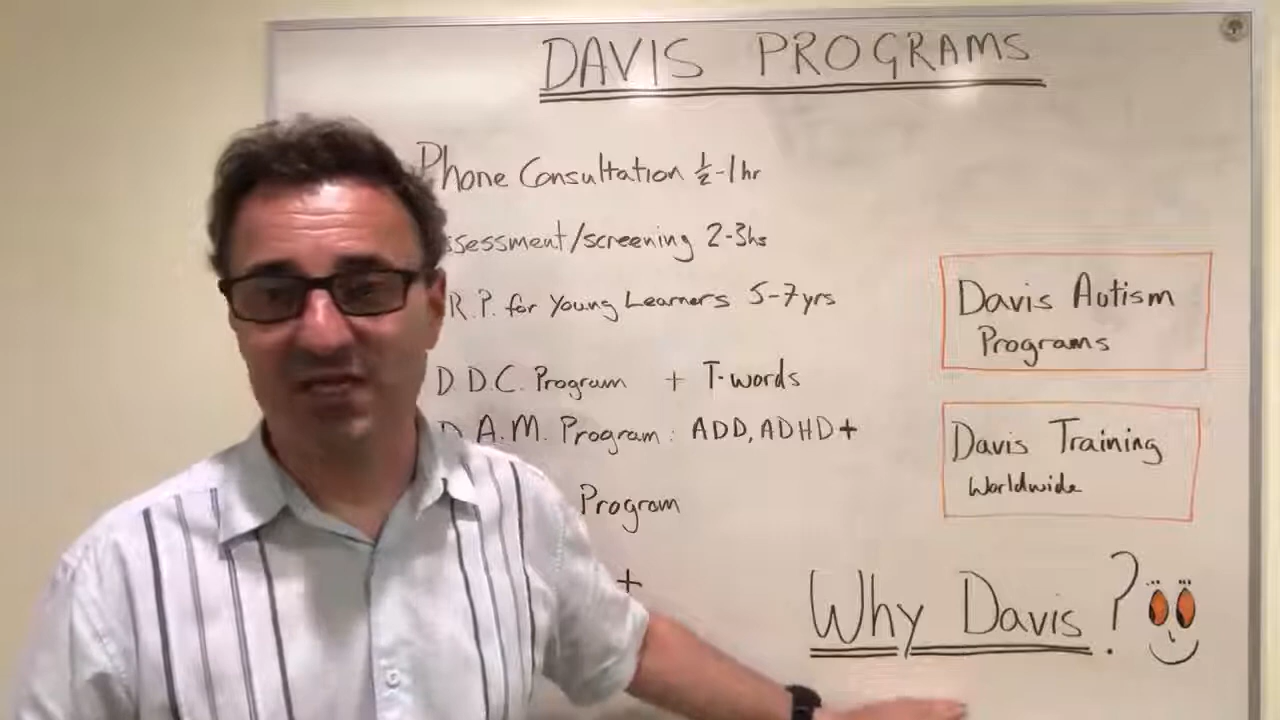 DAVIS PROGRAMS
Phone Consultation ½-1hr
ssessment/screening 2-3hs
R.P. for Young Learners 5-7yrs
D.D.C. Program + T-words
D.A.M. Program: ADD, ADHD+
Program
+
Davis Autism
Programs
Davis Training
Worldwide
Why Davis ?